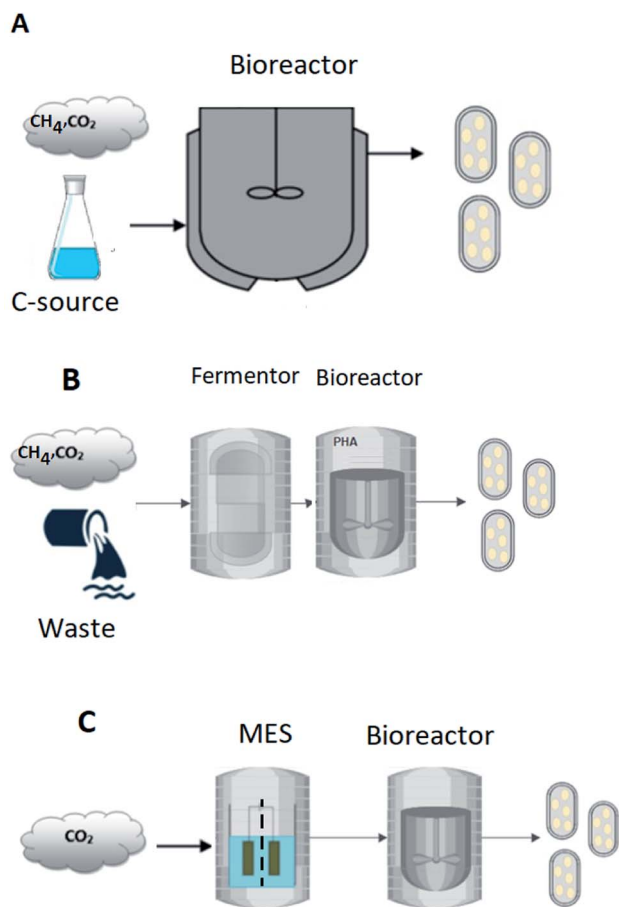 A
Bioreactor
CH4,CO2
C-source
B
Fermentor Bioreactor
CH4,CO2
PHA
Waste
C
MES Bioreactor
CO2